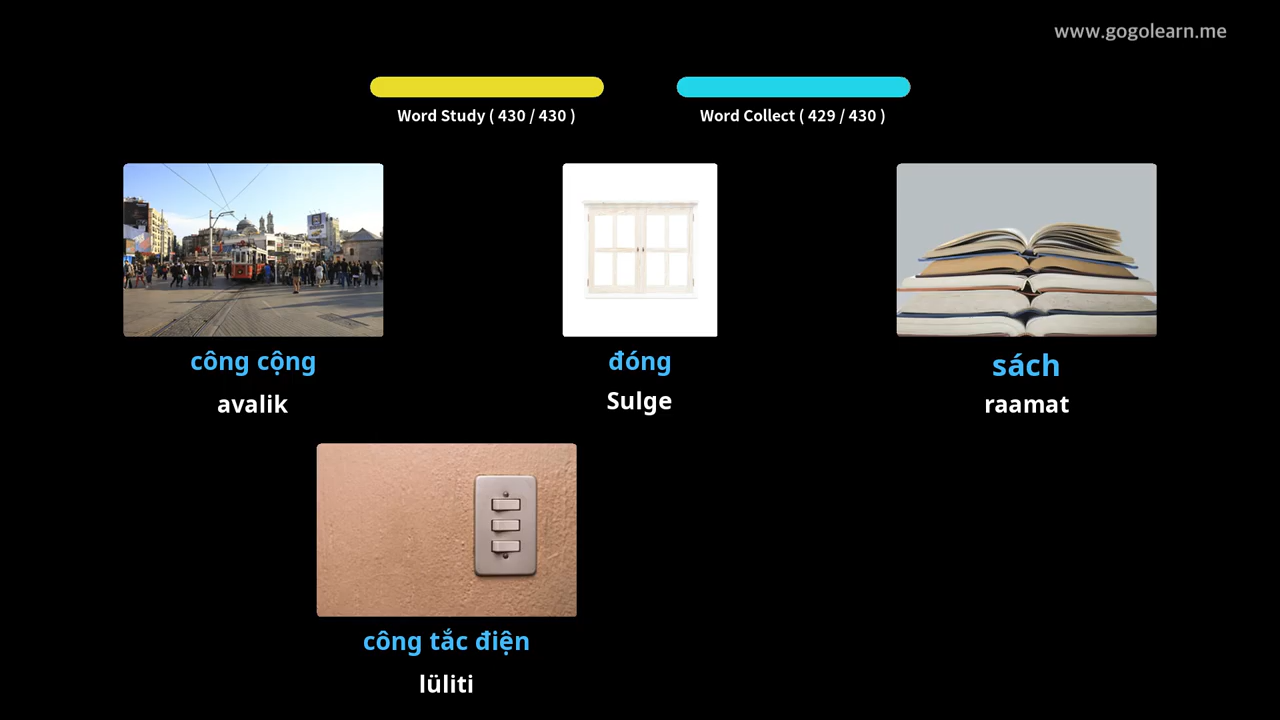 www.gogolearn.me
Word Study ( 430 / 430 )
Word Collect ( 429 / 430 )
công cộng
avalik
đóng
Sulge
sách
raamat
công tắc điện
lüliti